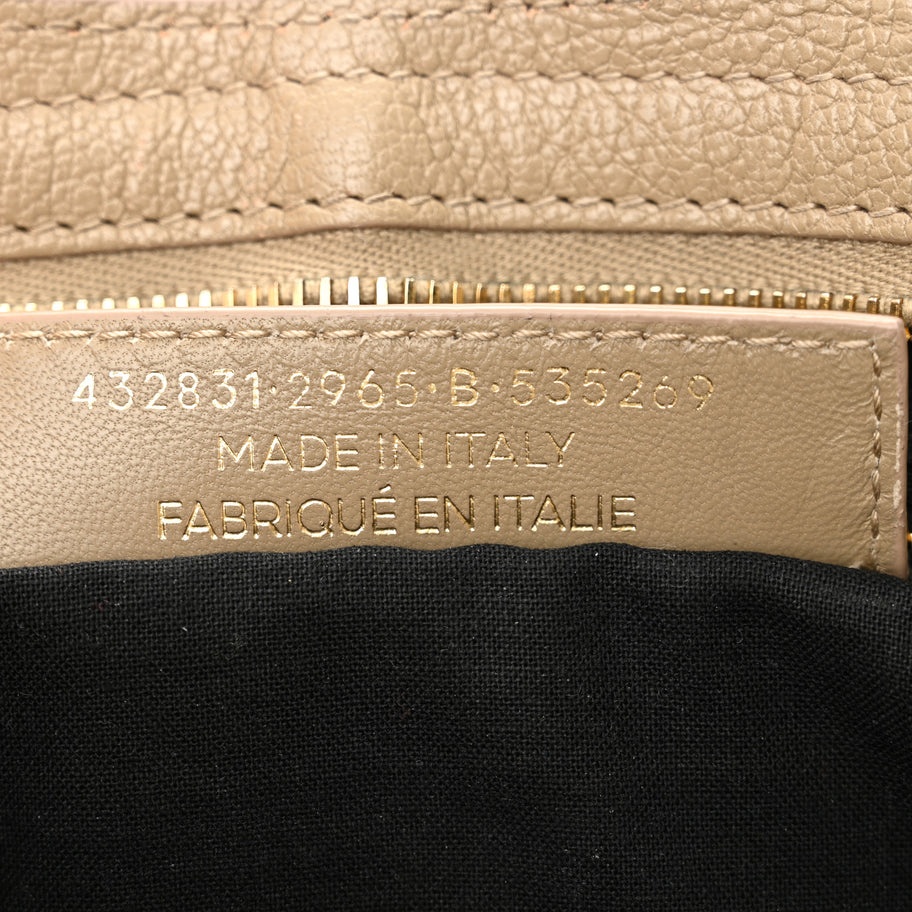 432831·2965·B·535269
MADE IN ITALY
FABRIQUÉ EN ITALIE